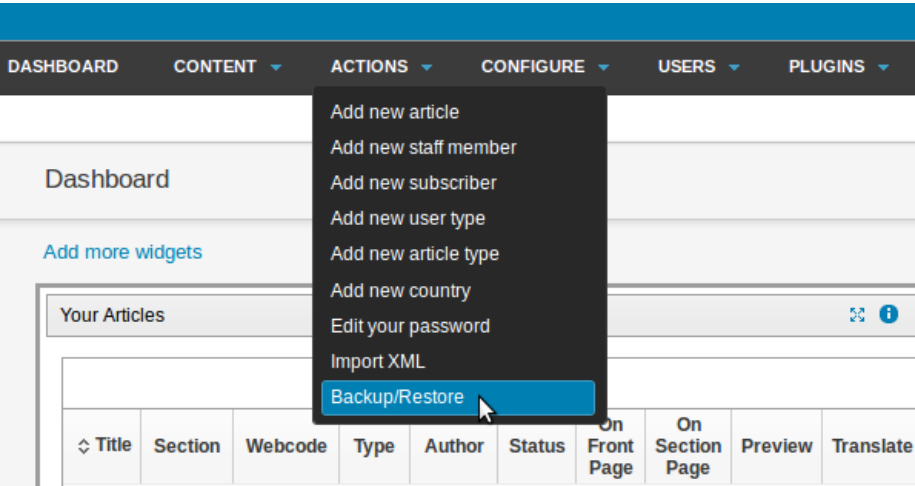 DASHBOARD CONTENT ACTIONS CONFIGURE USERS PLUGINS
Add new article
Add new staff member
Dashboard
Add new subscriber
Add new user type
Add more widgets
Add new article type
Add new country
Your Articles
Edit your password
Import XML
Backup/Restore
Title Section Webcode Type Author Status On Front Page On Section Page Preview Translate